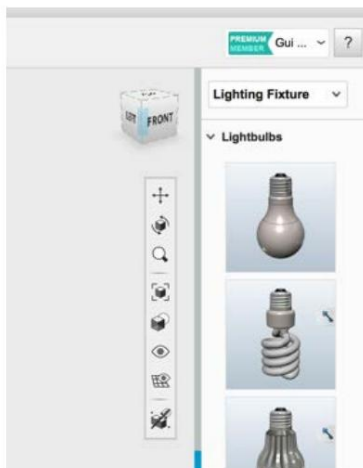 PREMIUM
MEMBER
Gui ...
?
Lighting Fixture
Lightbulbs
LEFT
FRONT